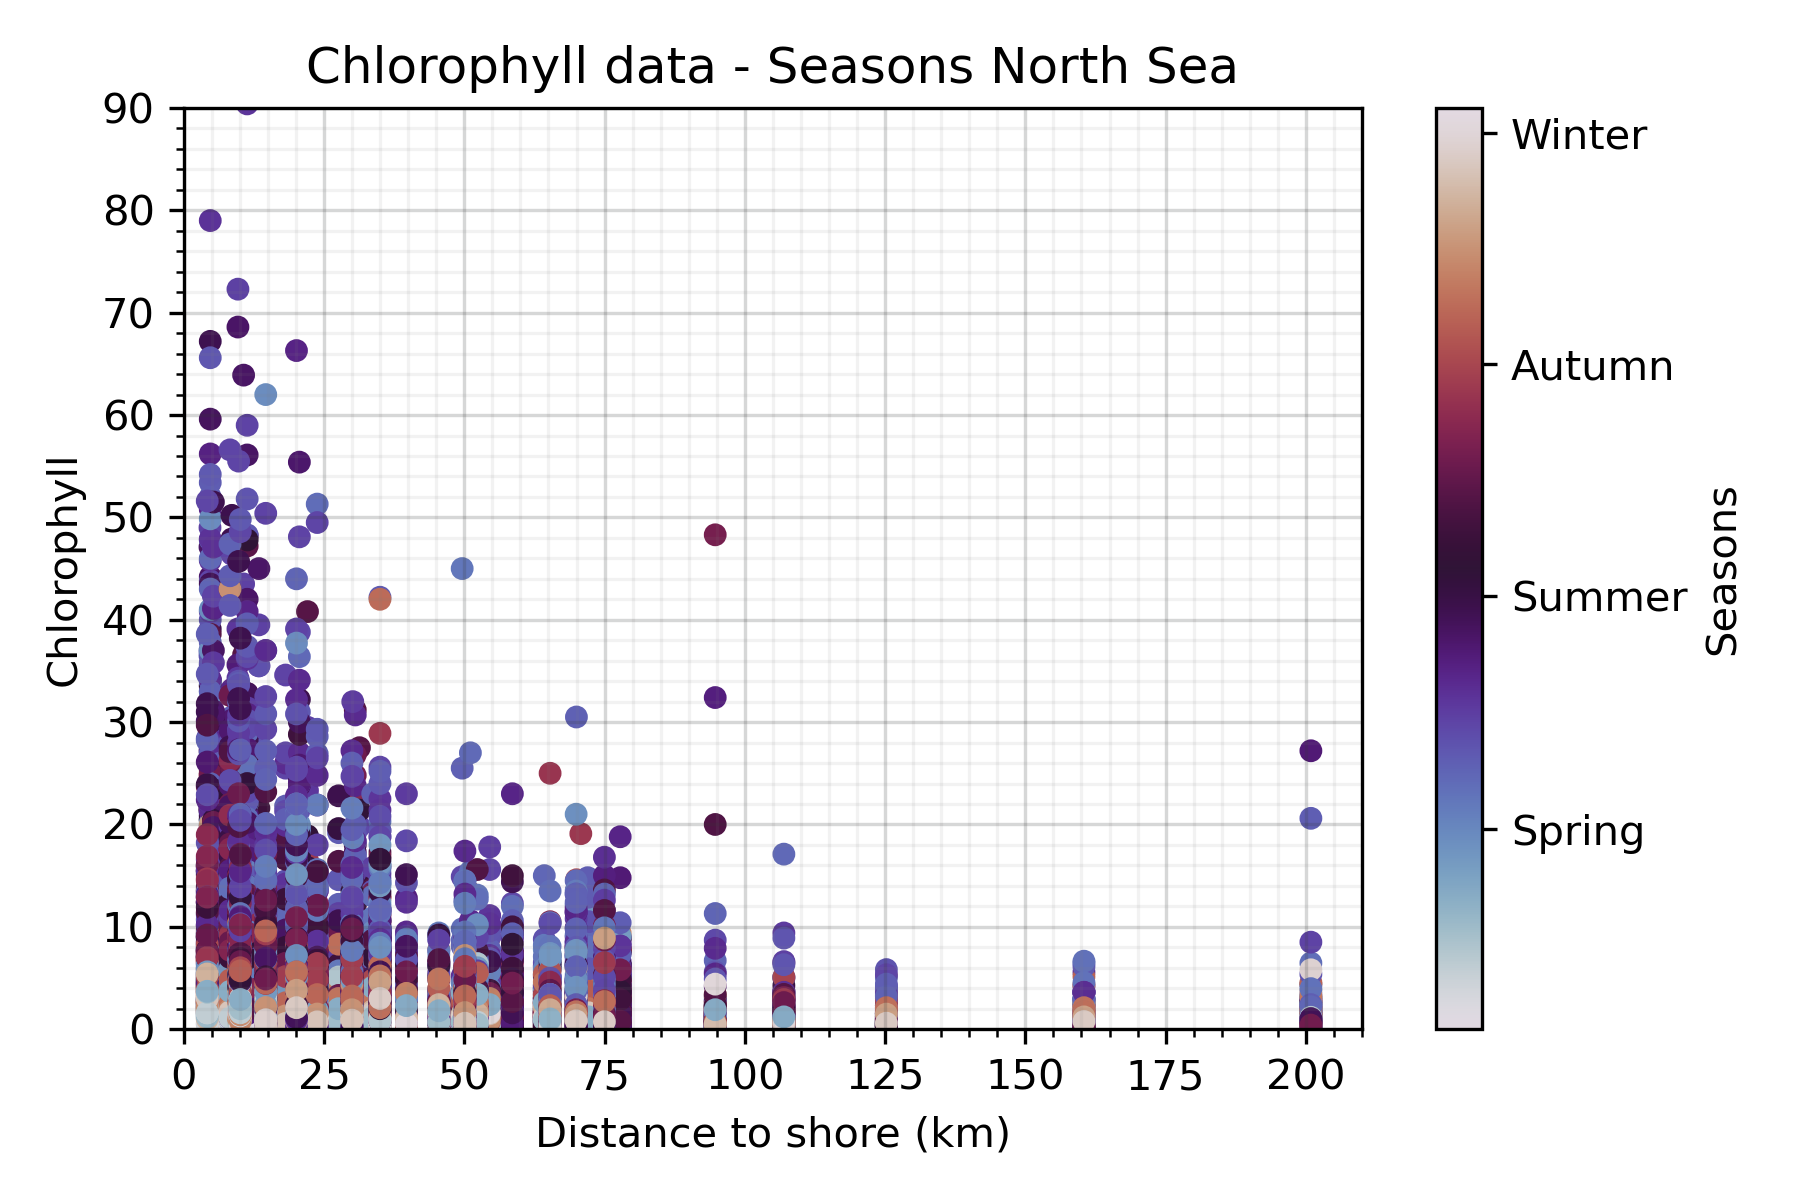 Chlorophyll data - Seasons North Sea
90
80
70
60
50
40
30
20
10
0
Chlorophyll
0 25 50 75 100 125 150 175 200
Distance to shore (km)
Winter
Autumn
Summer
Spring
Seasons